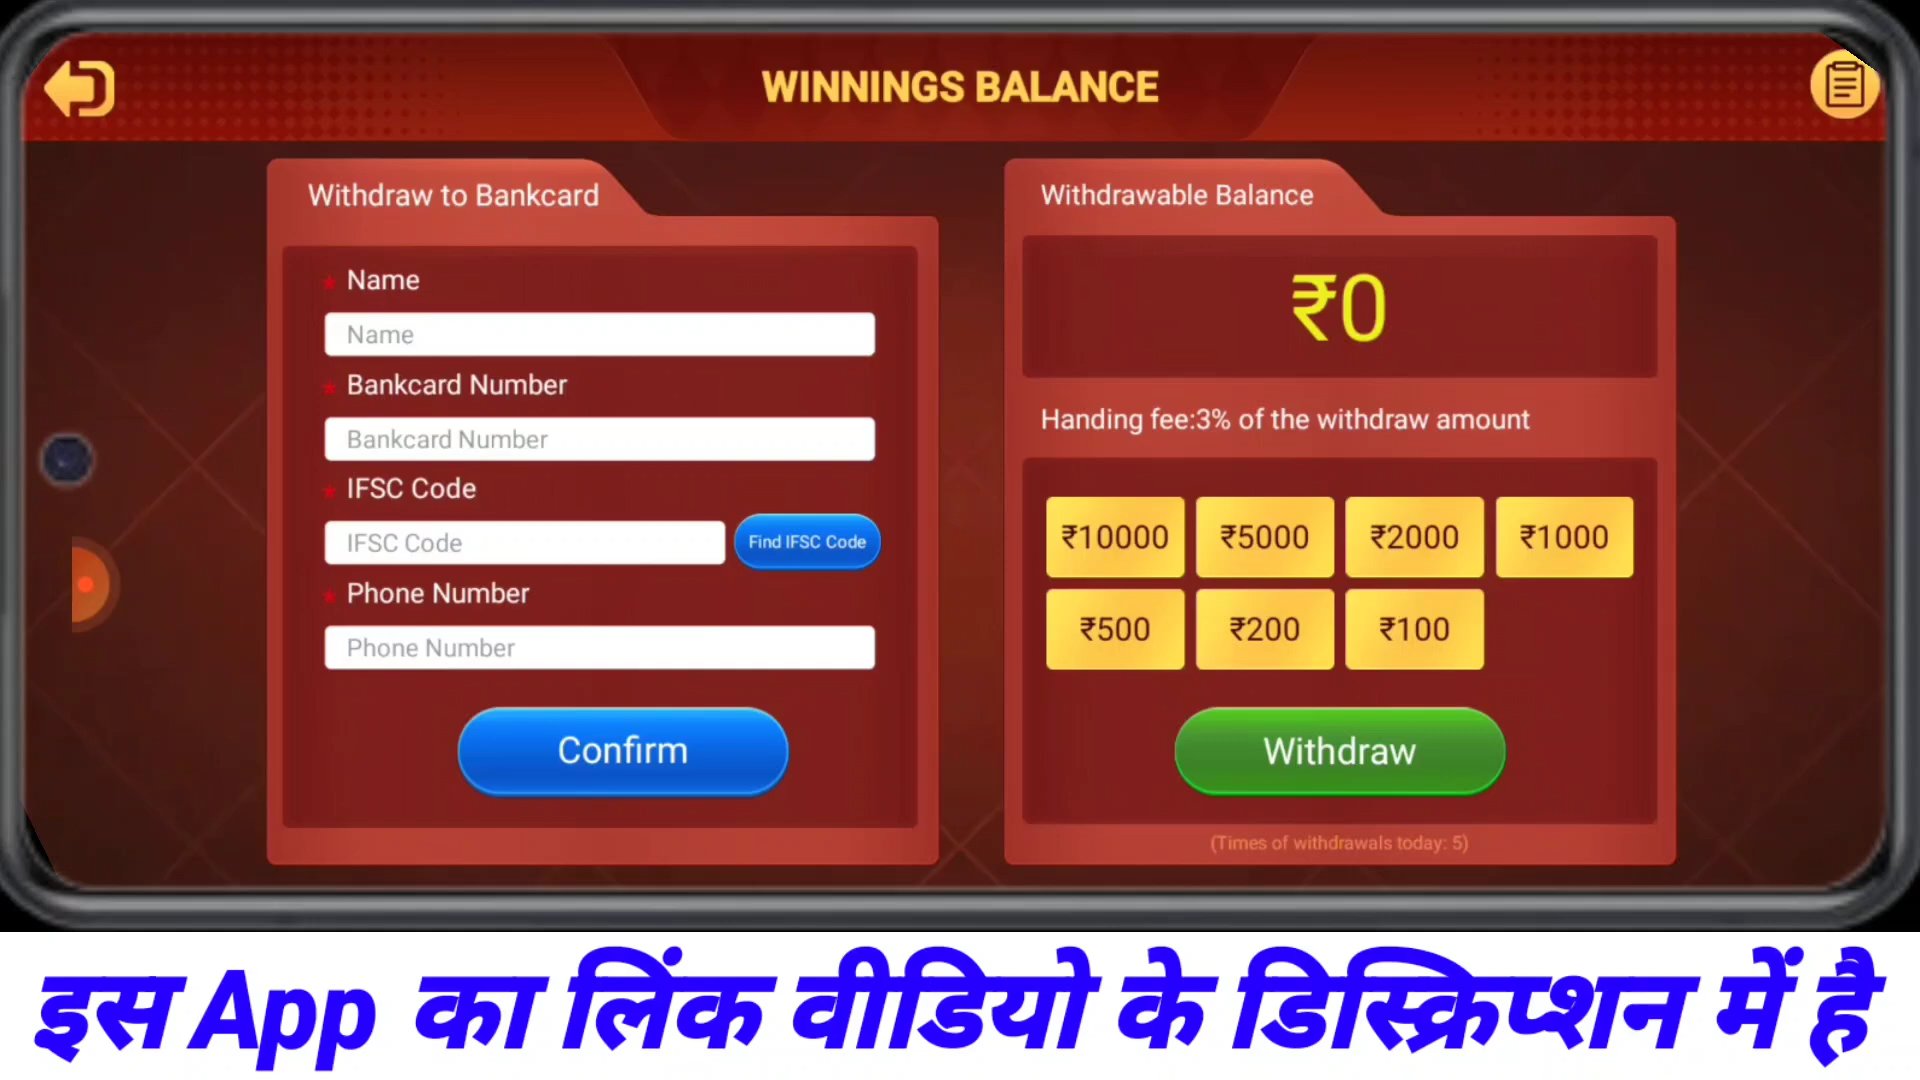 WINNINGS BALANCE
Withdraw to Bankcard
* Name
Name
* Bankcard Number
Bankcard Number
* IFSC Code
IFSC Code
Find IFSC Code
* Phone Number
Phone Number
Confirm
Withdrawable Balance
₹0
Handing fee:3% of the withdraw amount
₹10000 ₹5000 ₹2000 ₹1000
₹500 ₹200 ₹100
Withdraw
(Times of withdrawals today: 5)
इस App का लिंक वीडियो के डिस्क्रिप्शन में है